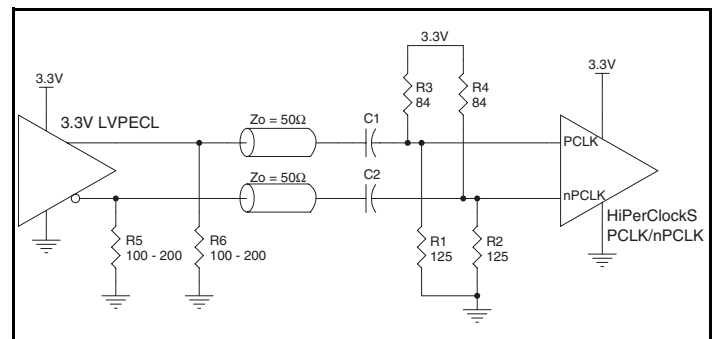 3.3V
3.3V LVPECL
Zo = 50Ω
C1
3.3V
R3
84
R4
84
3.3V
PCLK
Zo = 50Ω
C2
nPCLK
HiPerClockS
PCLK/nPCLK
R5
100 - 200
R6
100 - 200
R1
125
R2
125